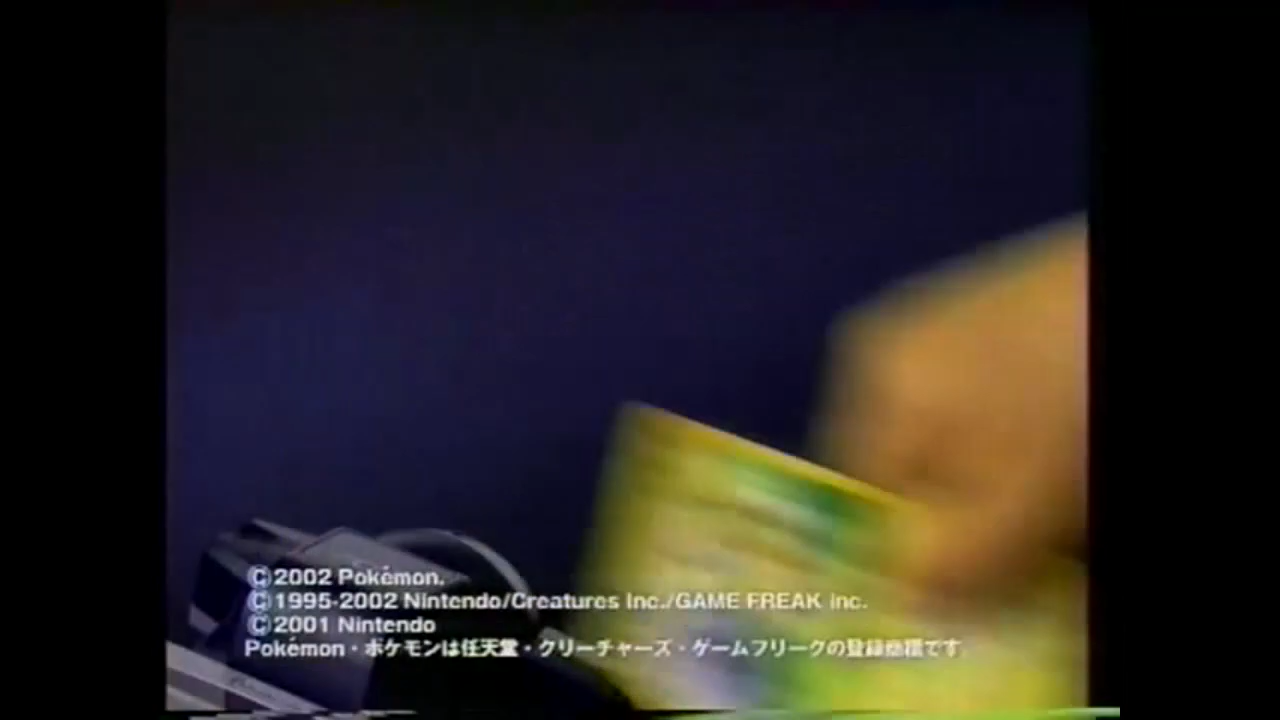 ©2002 Pokémon.
©1995-2002 Nintendo/Creatures Inc./GAME FREAK inc.
©2001 Nintendo
Pokémon・ポケモンは任天堂・クリーチャーズ・ゲームフリークの登録商標です。